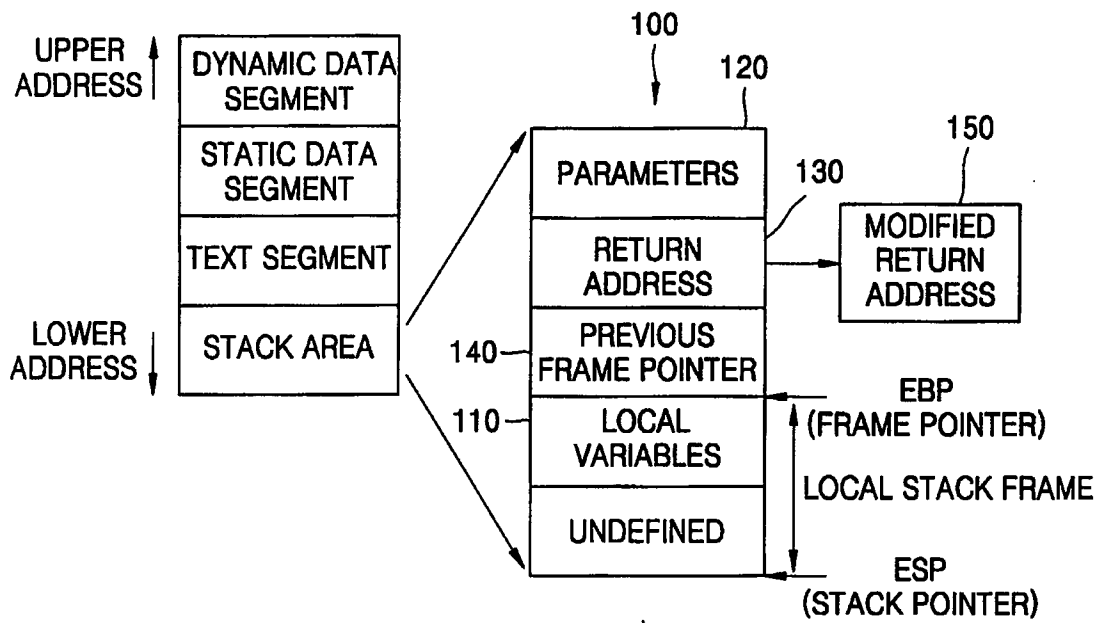 UPPER
ADDRESS
DYNAMIC DATA
SEGMENT
STATIC DATA
SEGMENT
TEXT SEGMENT
LOWER
ADDRESS
STACK AREA
100
120
PARAMETERS
130
RETURN
ADDRESS
150
MODIFIED
RETURN
ADDRESS
140
PREVIOUS
FRAME POINTER
110
LOCAL
VARIABLES
UNDEFINED
EBP
(FRAME POINTER)
LOCAL STACK FRAME
ESP
(STACK POINTER)